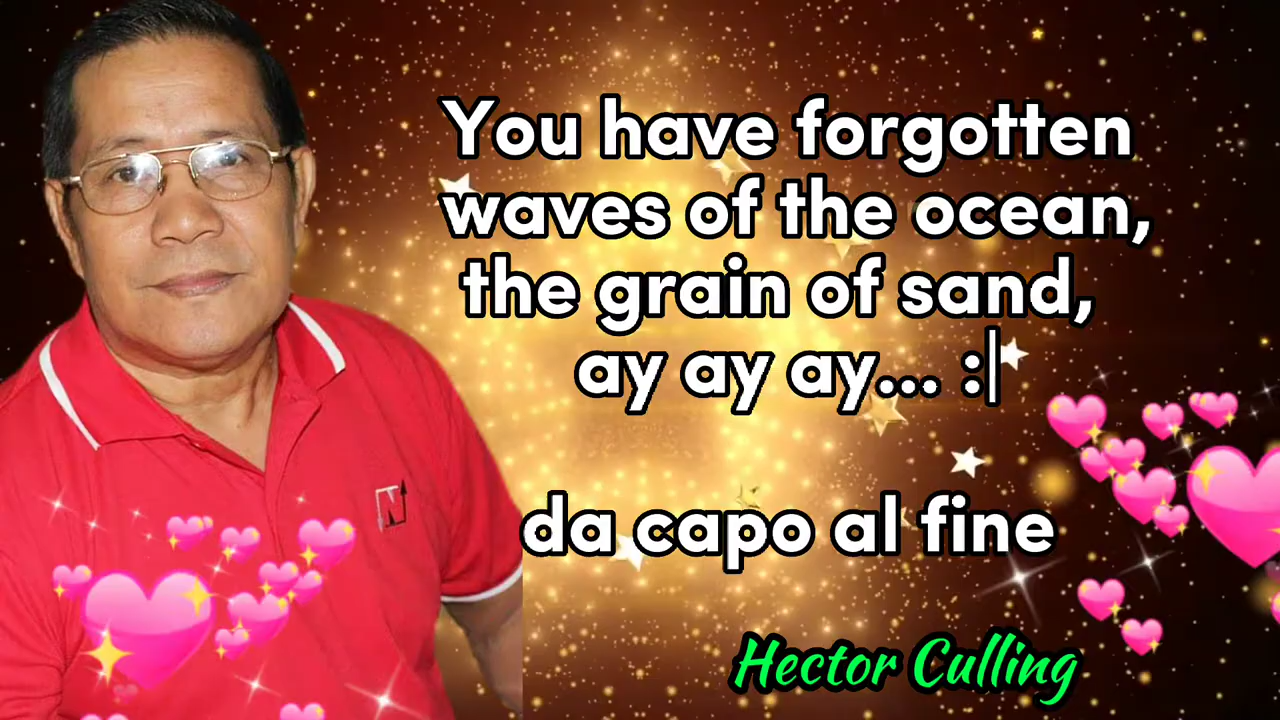 You have forgotten
waves of the ocean,
the grain of sand,
ay ay ay... :|
da capo al fine
Hector Culling
N